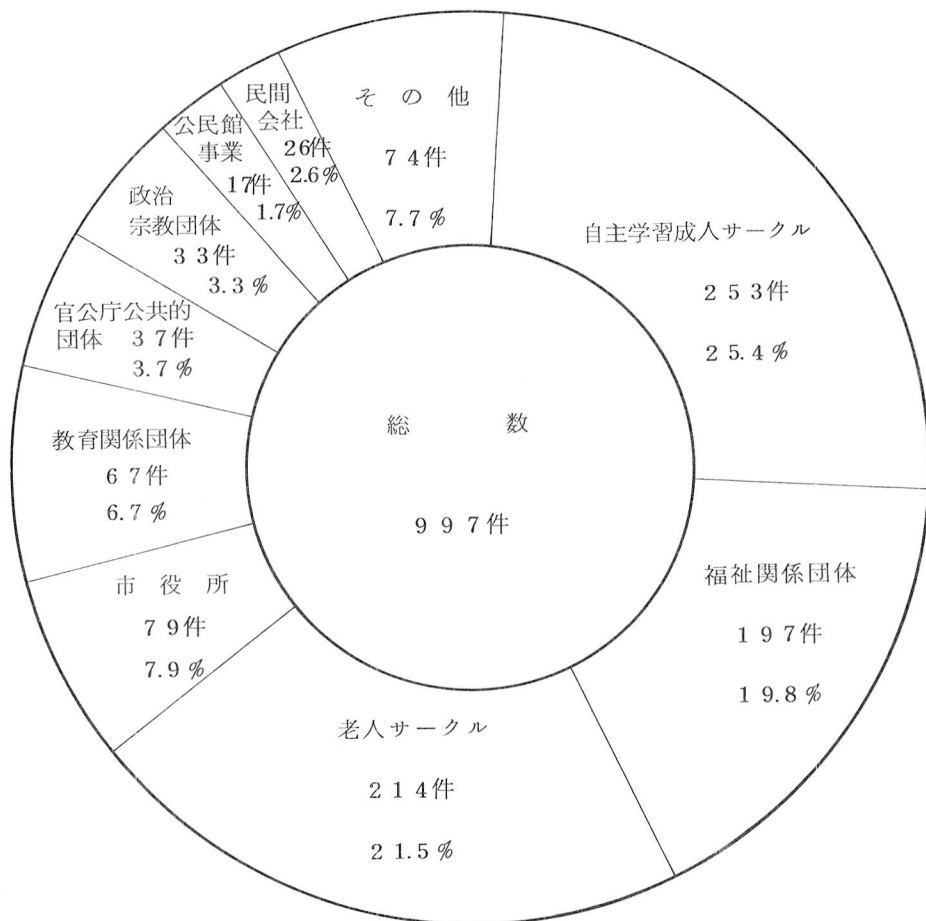 総数
997件
自主学習成人サークル
253件
25.4%
福祉関係団体
197件
19.8%
老人サークル
214件
21.5%
市役所
79件
7.9%
教育関係団体
67件
6.7%
官公庁公共的
団体 37件
3.7%
政治
宗教団体
33件
3.3%
公民館
事業
17件
1.7%
民間
会社
26件
2.6%
その他
74件
7.7%